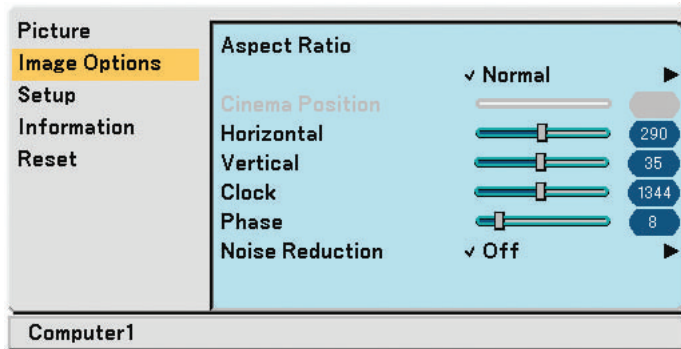 Picture
Image Options
Setup
Information
Reset
Aspect Ratio
✓ Normal
Cinema Position
Horizontal 290
Vertical 35
Clock 1344
Phase 8
Noise Reduction ✓ Off
Computer1